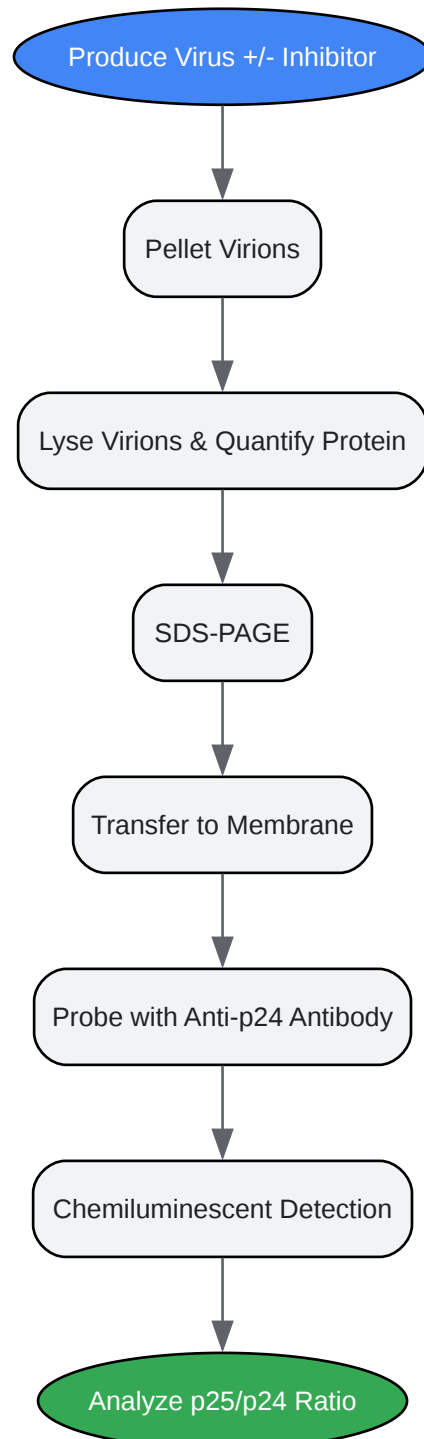 Produce Virus +/- Inhibitor
Pellet Virions
Lyse Virions & Quantify Protein
SDS-PAGE
Transfer to Membrane
Probe with Anti-p24 Antibody
Chemiluminescent Detection
Analyze p25/p24 Ratio